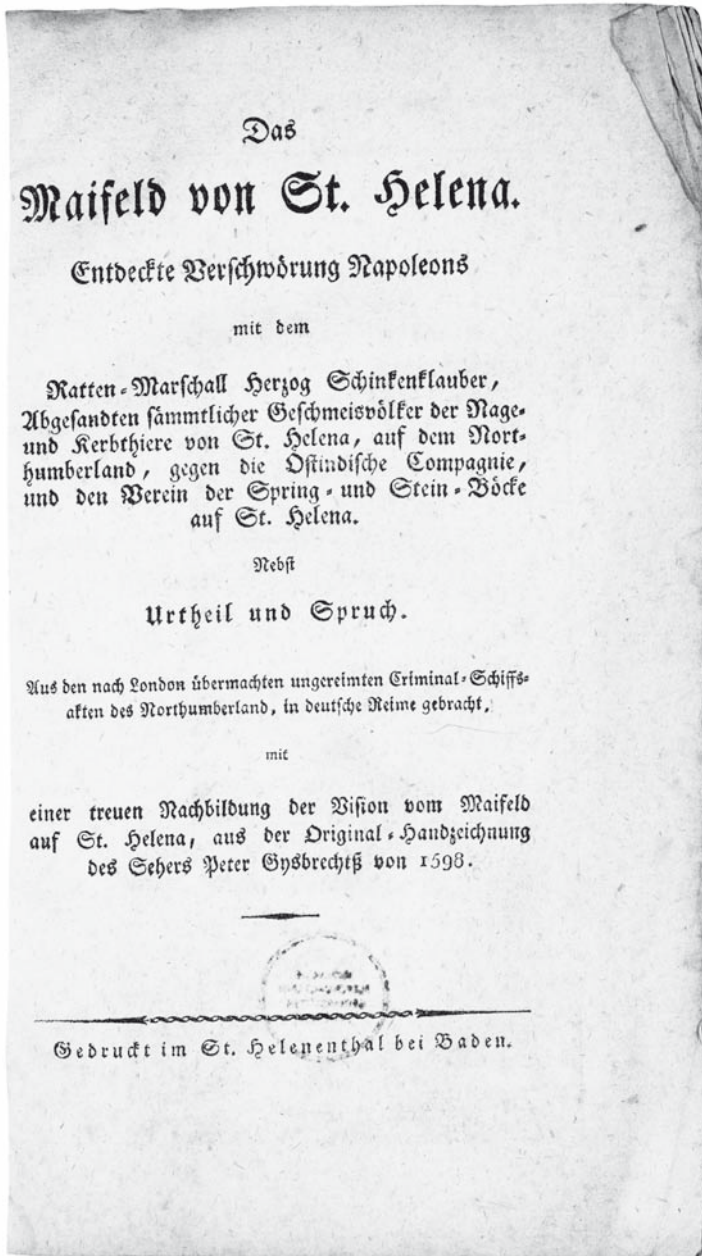 Das
Maifeld von St. Helena.
Entdeckte Verschwörung Napoleons
mit dem
Ratten-Marschall Herzog Schinkenklauber,
Abgesandten sämmtlicher Geschmeisvölker der Nage-
und Kerbthiere von St. Helena, auf dem Nort-
humberland, gegen die Ostindische Compagnie,
und den Verein der Spring- und Stein-Böcke
auf St. Helena.
Nebst
Urtheil und Spruch.
Aus den nach London übermachten ungereimten Criminal-Schiffs-
akten des Northumberland, in deutsche Reime gebracht,
mit
einer treuen Nachbildung der Vision vom Maifeld
auf St. Helena, aus der Original-Handzeichnung
des Sehers Peter Gysbrechtß von 1598.
Gedruckt im St. Helenenthal bei Baden.